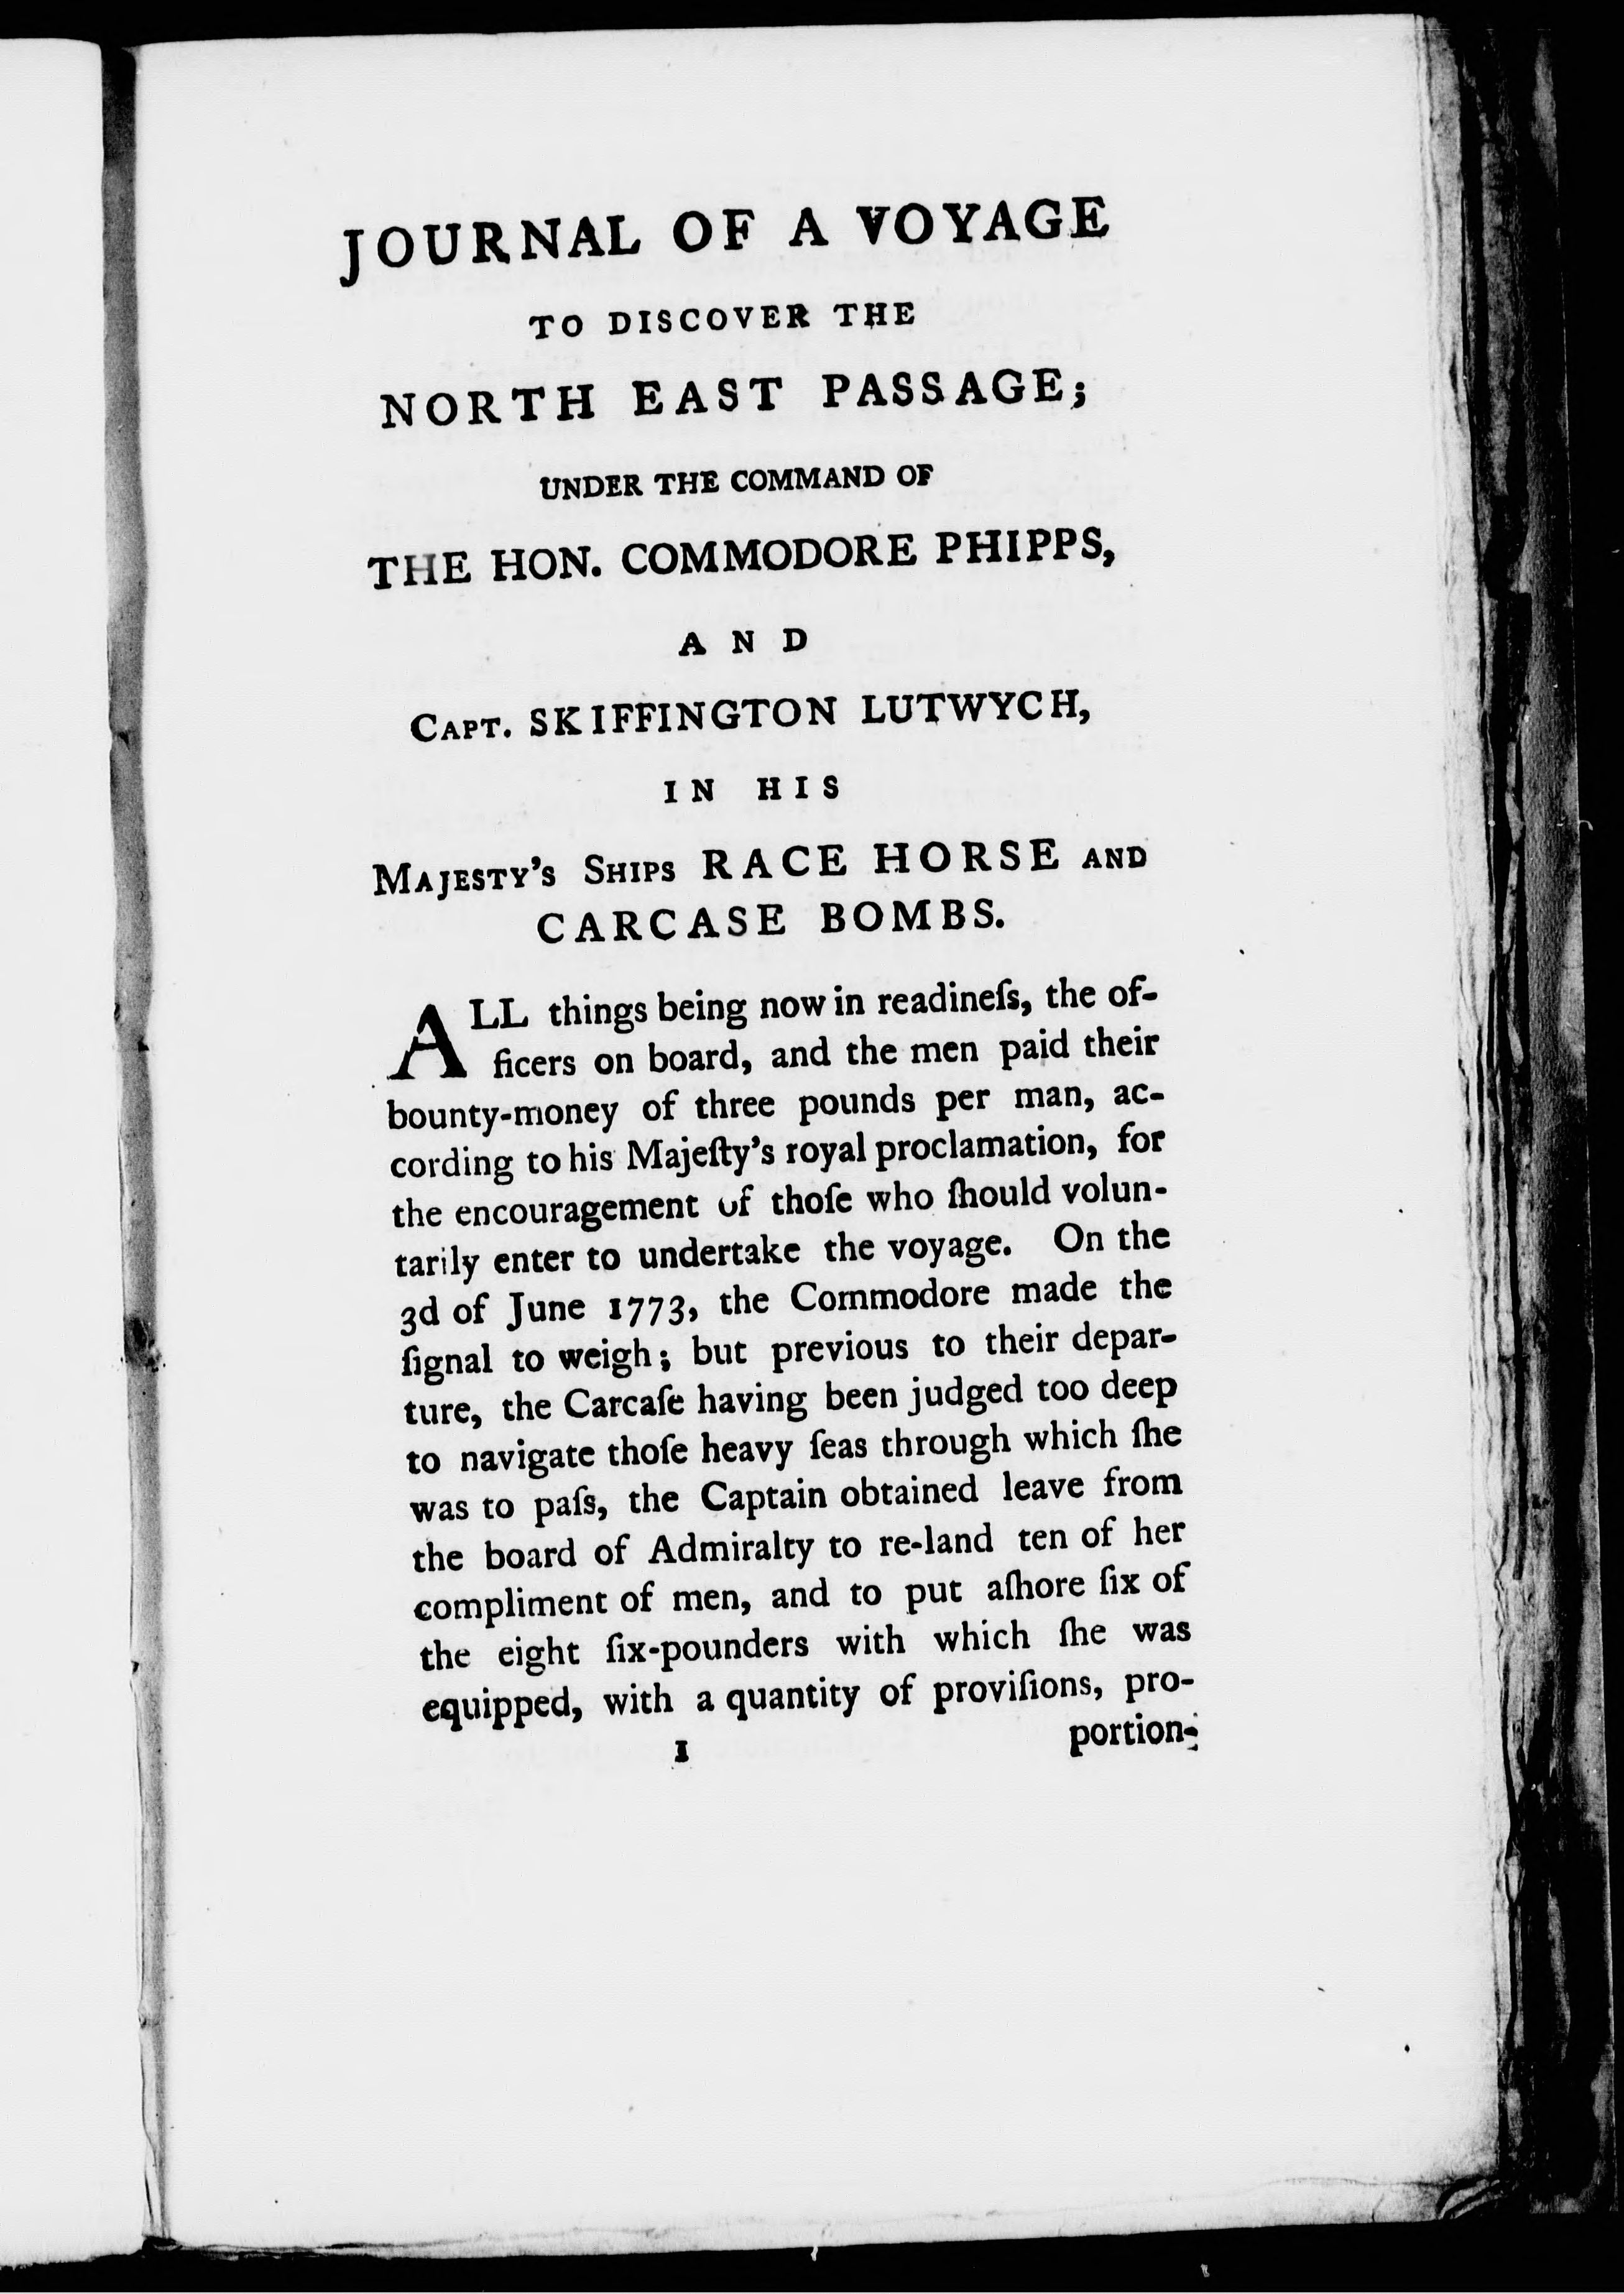 JOURNAL OF A VOYAGE
TO DISCOVER THE
NORTH EAST PASSAGE;
UNDER THE COMMAND OF
THE HON. COMMODORE PHIPPS,
AND
CAPT. SKIFFINGTON LUTWYCH,
IN HIS
MAJESTY'S SHIPS RACE HORSE AND
CARCASE BOMBS.
ALL things being now in readineſs, the of-
ficers on board, and the men paid their
bounty-money of three pounds per man, ac-
cording to his Majeſty's royal proclamation, for
the encouragement of thoſe who ſhould volun-
tarily enter to undertake the voyage. On the
3d of June 1773, the Commodore made the
ſignal to weigh; but previous to their depar-
ture, the Carcaſe having been judged too deep
to navigate thoſe heavy ſeas through which ſhe
was to paſs, the Captain obtained leave from
the board of Admiralty to re-land ten of her
compliment of men, and to put aſhore ſix of
the eight ſix-pounders with which ſhe was
equipped, with a quantity of proviſions, pro-
1 portion-